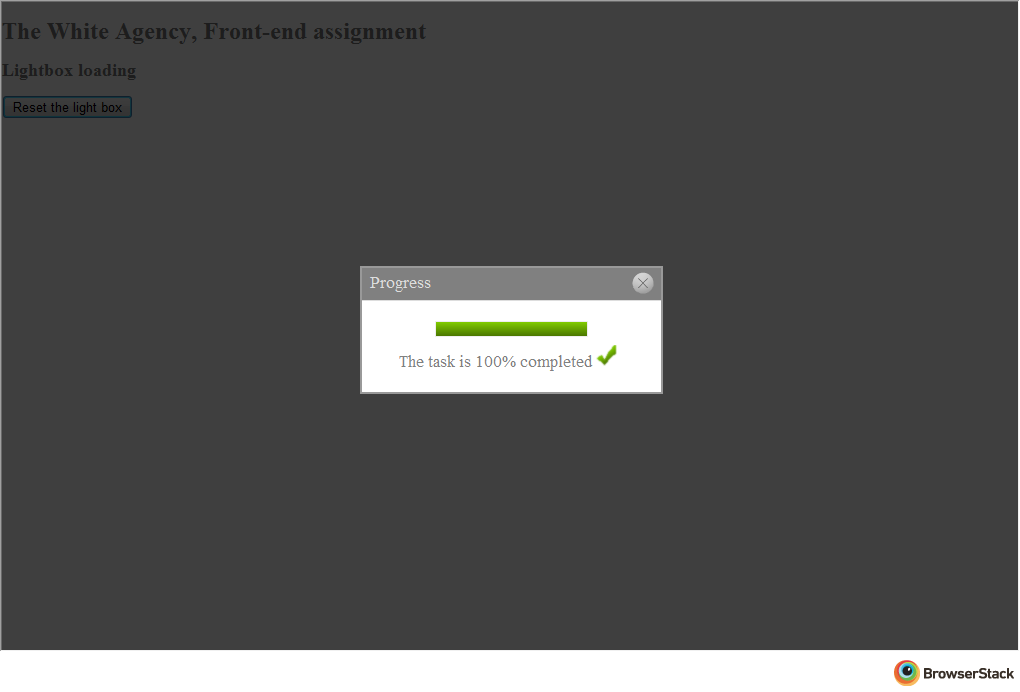 The White Agency, Front-end assignment
Lightbox loading
Reset the light box
Progress
The task is 100% completed
BrowserStack